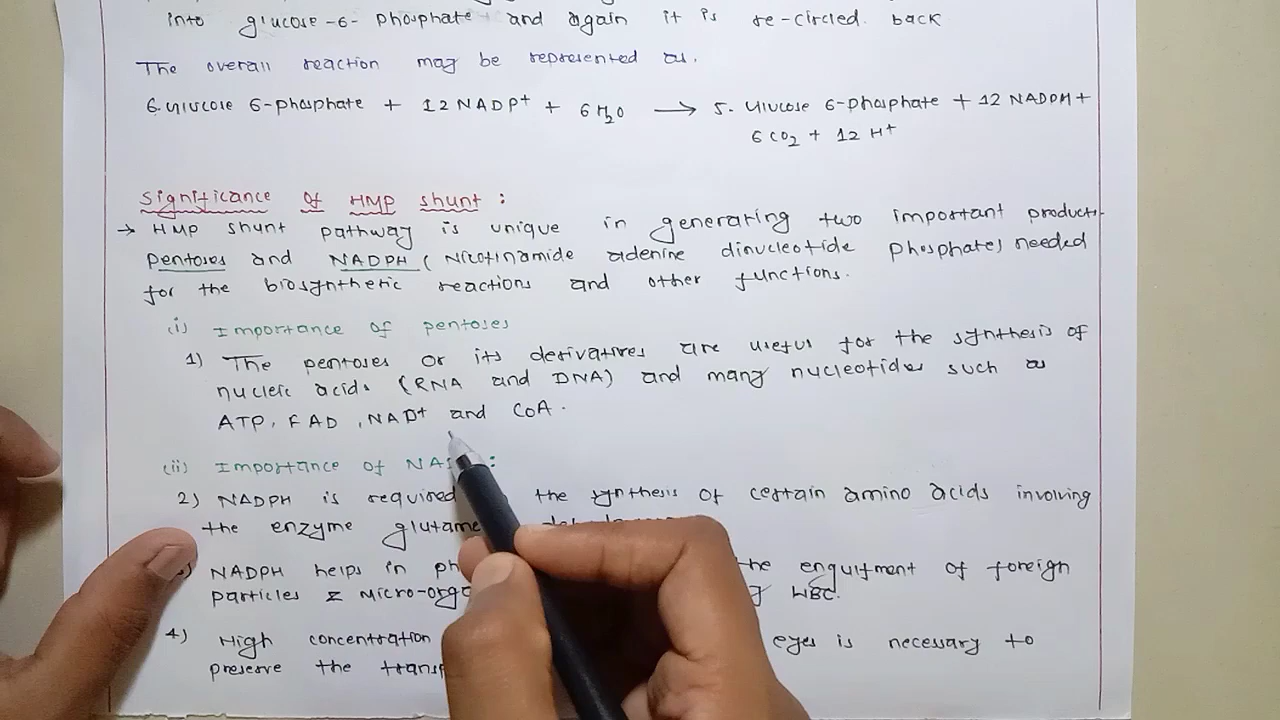 into glucose-6- phosphate and again it is re-circled back
The overall reaction may be represented as.
6 Glucose 6-phosphate + 12 NADP+ + 6 H2O → 5. Glucose 6-phosphate + 12 NADPH +
6 CO2 + 12 H+
Significance of HMP shunt :
→ HMP shunt pathway is unique in generating two important products-
pentoses and NADPH ( Nicotinamide adenine dinucleotide phosphate) needed
for the biosynthetic reactions and other functions.
(i) Importance of pentoses
1) The pentoses or its derivatives are useful for the synthesis of
nucleic acids (RNA and DNA) and many nucleotides such as
ATP, FAD , NAD+ and CoA.
(ii) Importance of :
2) NADPH is required the synthesis of certain amino acids involving
the enzyme
3) NADPH helps in the engulfment of foreign
particles & WBC.
4) High concentration eyes is necessary to
preserve the